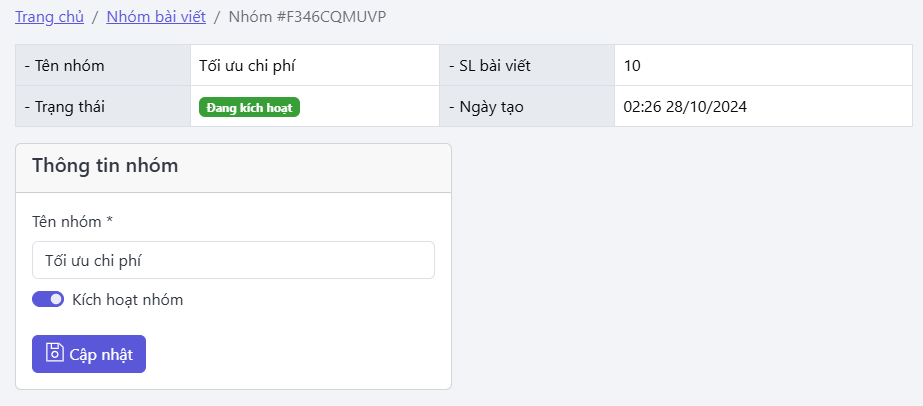 Trang chủ / Nhóm bài viết / Nhóm #F346CQMUVP
- Tên nhóm Tối ưu chi phí - SL bài viết 10
- Trạng thái Đang kích hoạt - Ngày tạo 02:26 28/10/2024
Thông tin nhóm
Tên nhóm *
Tối ưu chi phí
Kích hoạt nhóm
Cập nhật